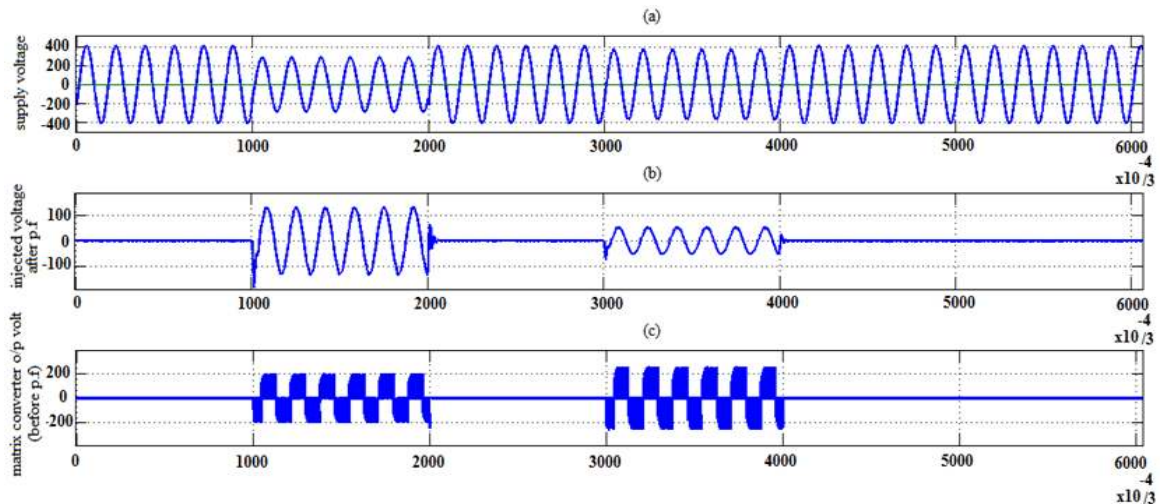 (a)
supply voltage
400
200
0
-200
-400
0 1000 2000 3000 4000 5000 6000
-4
x10 /3
(b)
injected voltage
after p.f
100
0
-100
0 1000 2000 3000 4000 5000 6000
-4
x10 /3
(c)
matrix converter o/p volt
(before p.f)
200
0
-200
0 1000 2000 3000 4000 5000 6000
-4
x10 /3